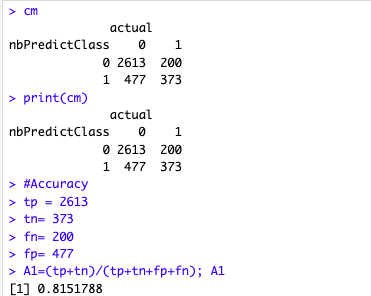 > cm
              actual
nbPredictClass    0    1
             0 2613  200
             1  477  373
> print(cm)
              actual
nbPredictClass    0    1
             0 2613  200
             1  477  373
> #Accuracy
> tp = 2613
> tn= 373
> fn= 200
> fp= 477
> A1=(tp+tn)/(tp+tn+fp+fn); A1
[1] 0.8151788